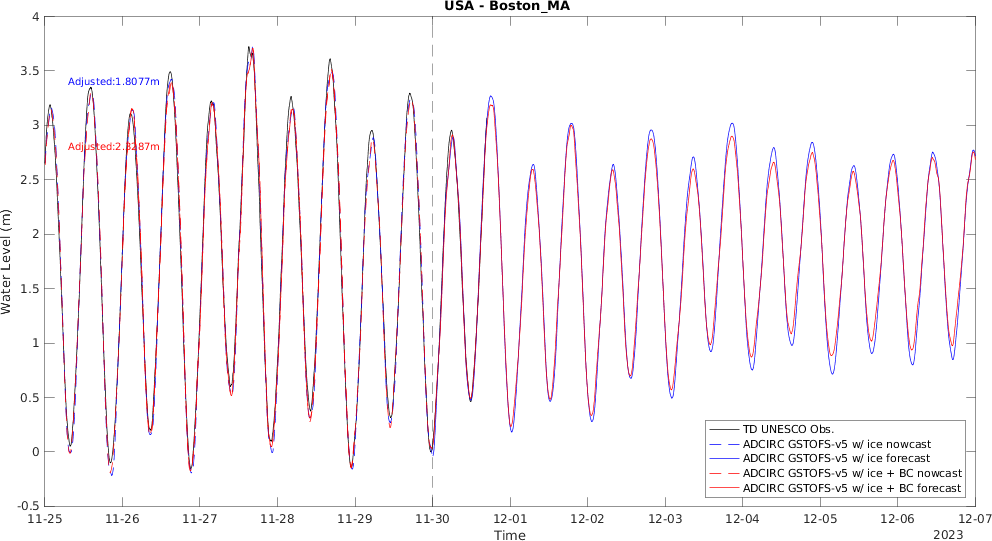 USA - Boston_MA
4
3.5
3
2.5
2
1.5
1
0.5
0
-0.5
Water Level (m)
Adjusted:1.8077m
Adjusted:2.3287m
TD UNESCO Obs.
ADCIRC GSTOFS-v5 w/ ice nowcast
ADCIRC GSTOFS-v5 w/ ice forecast
ADCIRC GSTOFS-v5 w/ ice + BC nowcast
ADCIRC GSTOFS-v5 w/ ice + BC forecast
11-25 11-26 11-27 11-28 11-29 11-30 12-01 12-02 12-03 12-04 12-05 12-06 12-07
Time
2023